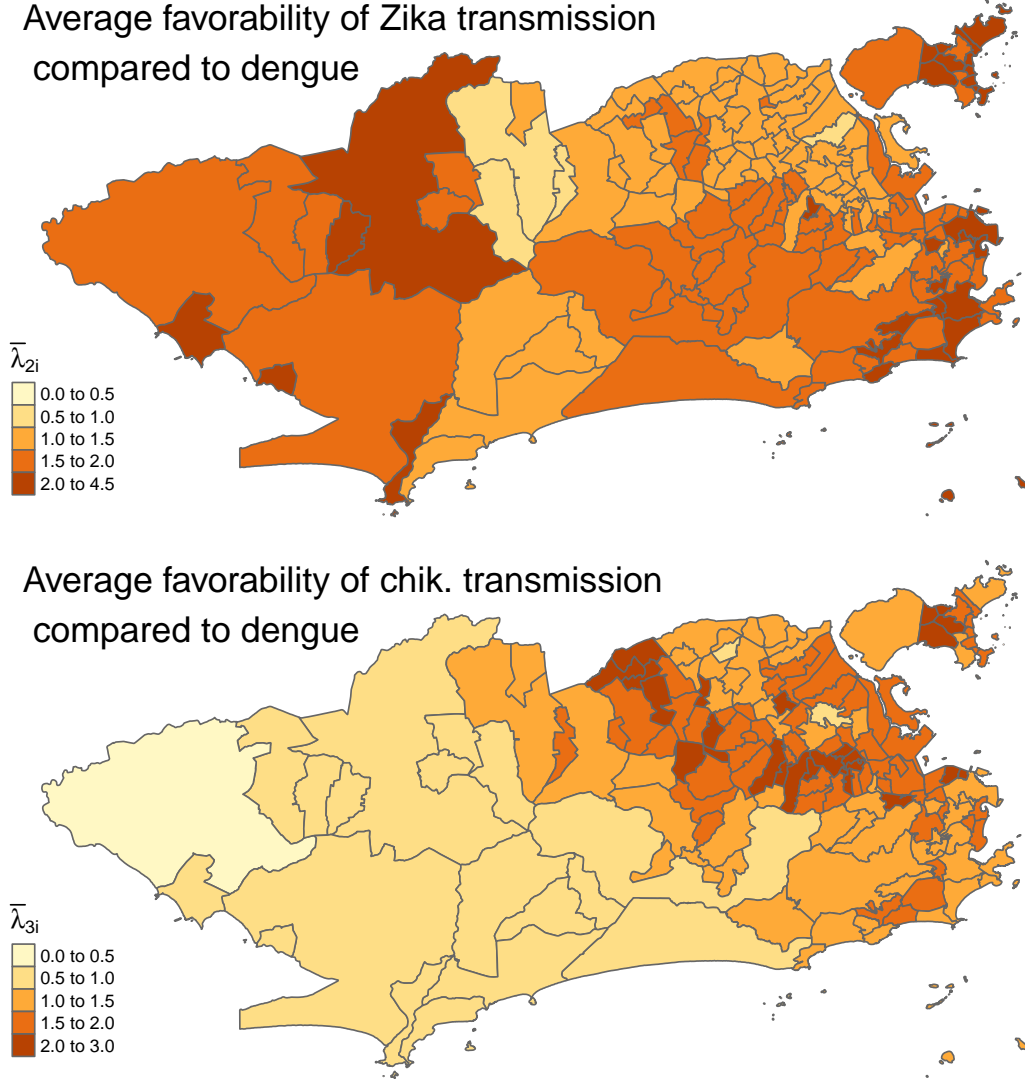 Average favorability of Zika transmission
compared to dengue
λ̅2i
0.0 to 0.5
0.5 to 1.0
1.0 to 1.5
1.5 to 2.0
2.0 to 4.5
Average favorability of chik. transmission
compared to dengue
λ̅3i
0.0 to 0.5
0.5 to 1.0
1.0 to 1.5
1.5 to 2.0
2.0 to 3.0